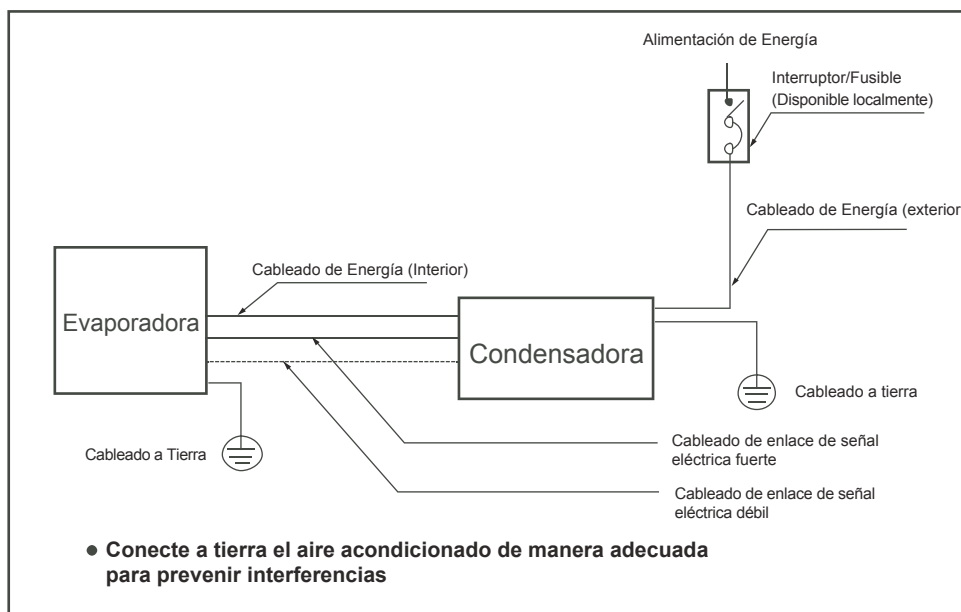 Alimentación de Energía
Interruptor/Fusible
(Disponible localmente)
Cableado de Energía (exterior
Cableado de Energía (Interior)
Evaporadora
Condensadora
Cableado a tierra
Cableado a Tierra
Cableado de enlace de señal
eléctrica fuerte
Cableado de enlace de señal
eléctrica débil
● Conecte a tierra el aire acondicionado de manera adecuada
para prevenir interferencias